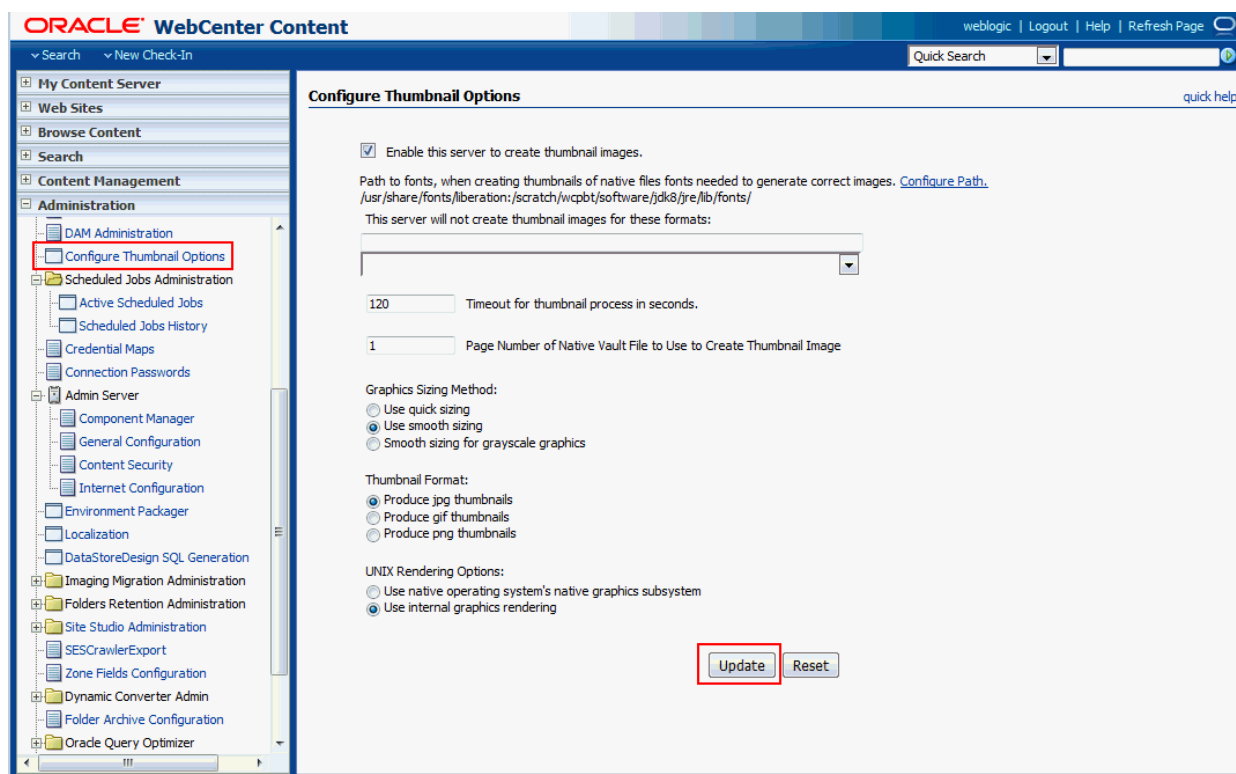 ORACLE WebCenter Content
weblogic | Logout | Help | Refresh Page
Search New Check-In
Quick Search
My Content Server
Web Sites
Browse Content
Search
Content Management
Administration
DAM Administration
Configure Thumbnail Options
Scheduled Jobs Administration
Active Scheduled Jobs
Scheduled Jobs History
Credential Maps
Connection Passwords
Admin Server
Component Manager
General Configuration
Content Security
Internet Configuration
Environment Packager
Localization
DataStoreDesign SQL Generation
Imaging Migration Administration
Folders Retention Administration
Site Studio Administration
SESCrawlerExport
Zone Fields Configuration
Dynamic Converter Admin
Folder Archive Configuration
Oracle Query Optimizer
Configure Thumbnail Options
quick help
Enable this server to create thumbnail images.
Path to fonts, when creating thumbnails of native files fonts needed to generate correct images. Configure Path.
/usr/share/fonts/liberation:/scratch/wcpbt/software/jdk8/jre/lib/fonts/
This server will not create thumbnail images for these formats:
120 Timeout for thumbnail process in seconds.
1 Page Number of Native Vault File to Use to Create Thumbnail Image
Graphics Sizing Method:
Use quick sizing
Use smooth sizing
Smooth sizing for grayscale graphics
Thumbnail Format:
Produce jpg thumbnails
Produce gif thumbnails
Produce png thumbnails
UNIX Rendering Options:
Use native operating system's native graphics subsystem
Use internal graphics rendering
Update Reset